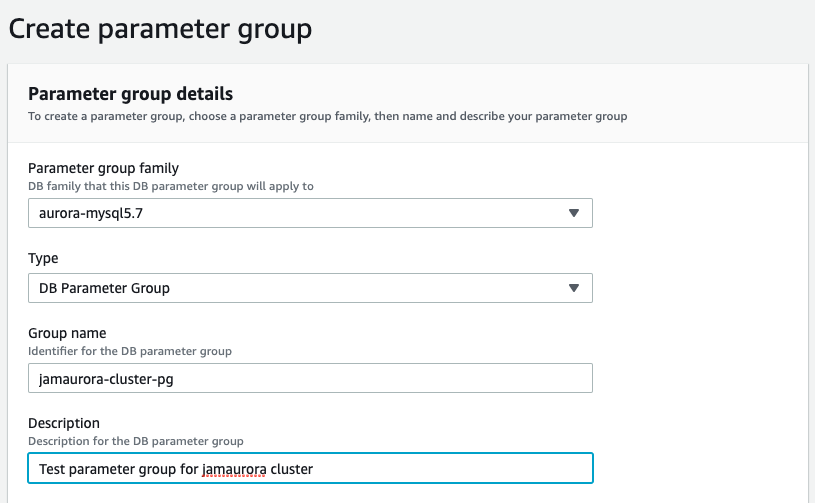 Create parameter group
Parameter group details
To create a parameter group, choose a parameter group family, then name and describe your parameter group
Parameter group family
DB family that this DB parameter group will apply to
aurora-mysql5.7
Type
DB Parameter Group
Group name
Identifier for the DB parameter group
jamaurora-cluster-pg
Description
Description for the DB parameter group
Test parameter group for jamaurora cluster